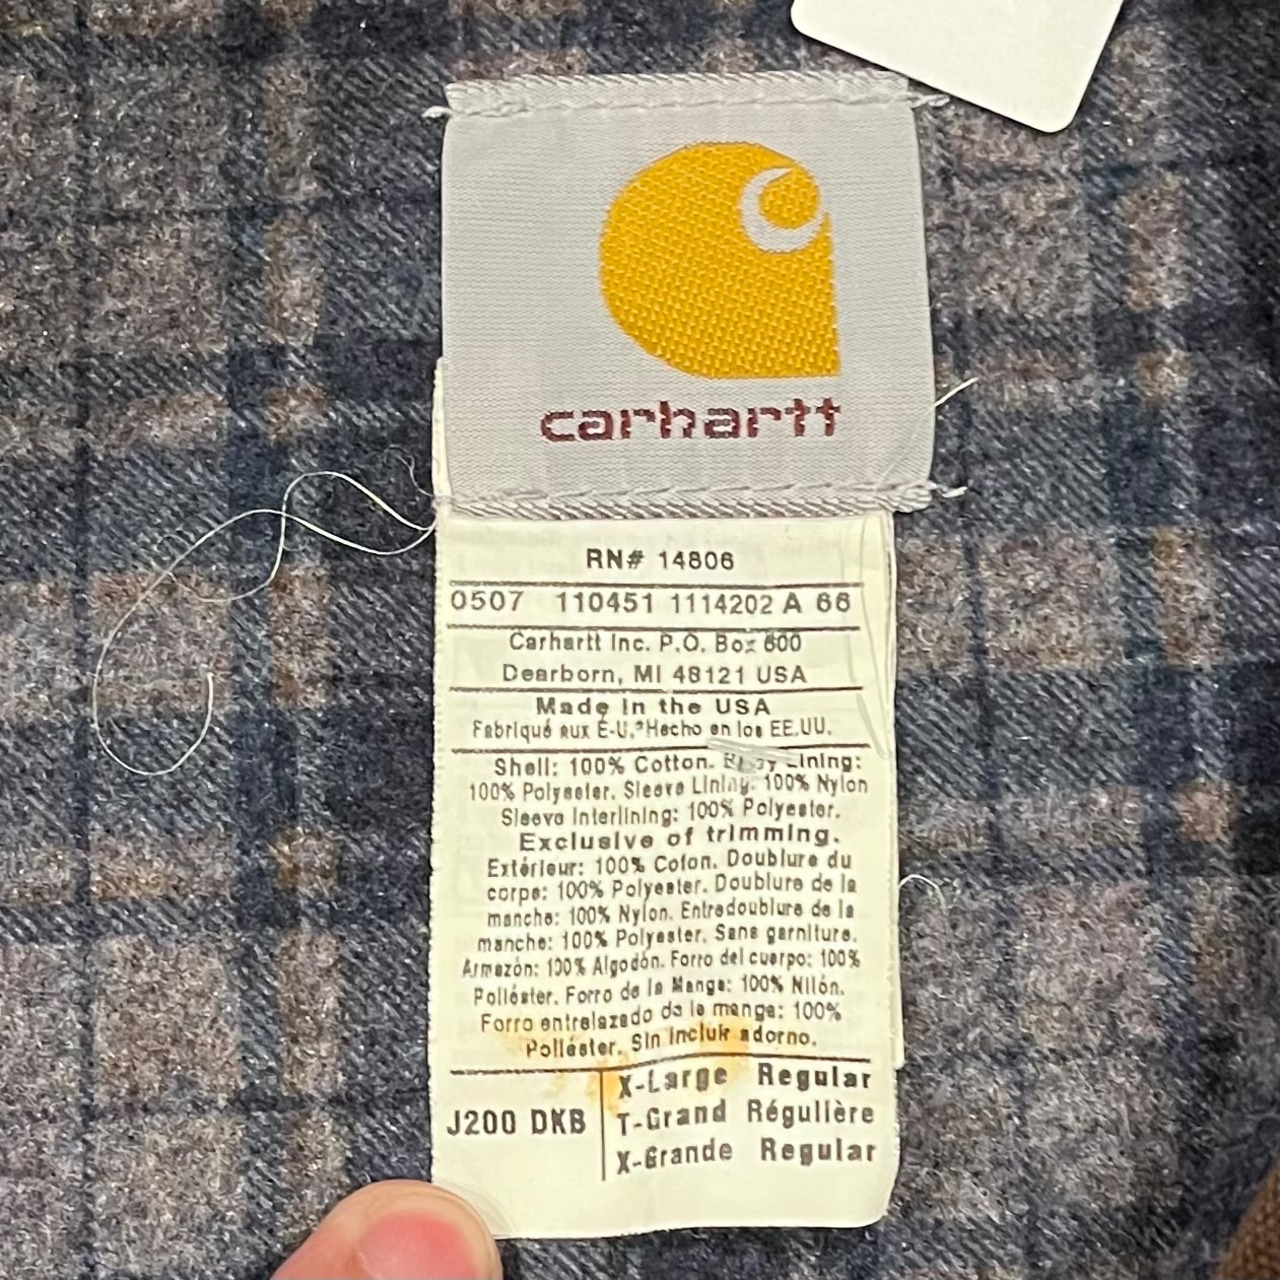 carhartt
RN# 14806
0507 110451 1114202 A 66
Carhartt Inc. P.O. Box 600
Dearborn, MI 48121 USA
Made in the USA
Fabriqué aux É-U.*Hecho en los EE.UU.
Shell: 100% Cotton. Lining:
100% Polyester. Sleeve Lining: 100% Nylon
Sleeve Interlining: 100% Polyester.
Exclusive of trimming.
Extérieur: 100% Coton. Doublure du
corps: 100% Polyester. Doublure de la
manche: 100% Nylon. Entredoublure de la
manche: 100% Polyester. Sans garniture.
Armazón: 100% Algodón. Forro del cuerpo: 100%
Poliéster. Forro de la Manga: 100% Nilón.
Forro entrelazado de la manga: 100%
Poliéster. Sin incluir adorno.
J200 DKB
X-Large Regular
T-Grand Régulière
X-Grande Regular